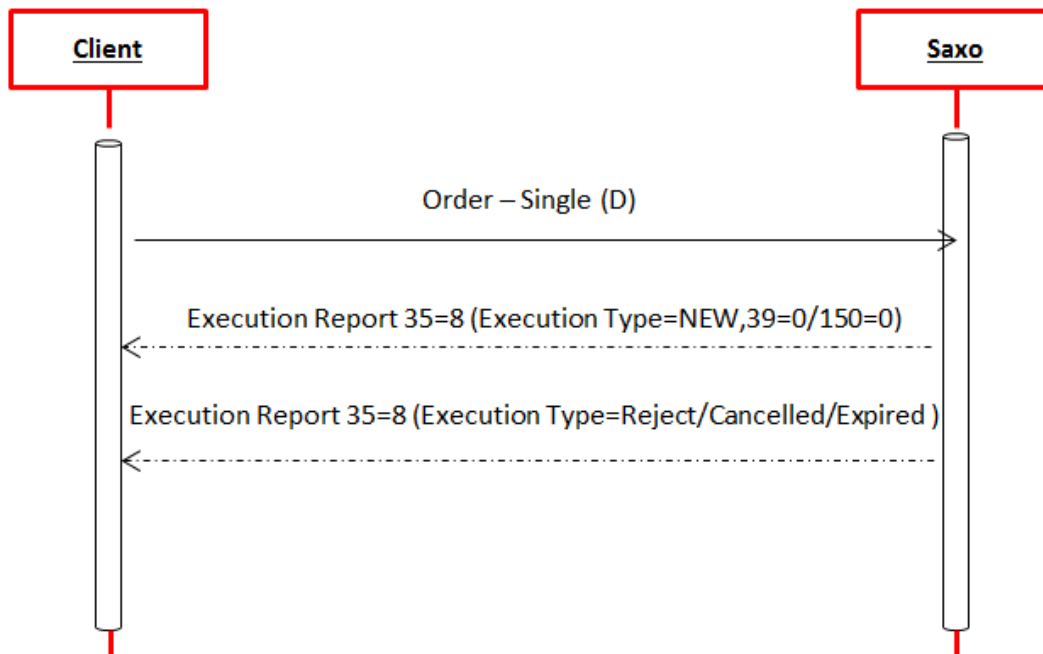 Client
Saxo
Order – Single (D)
Execution Report 35=8 (Execution Type=NEW,39=0/150=0)
Execution Report 35=8 (Execution Type=Reject/Cancelled/Expired )